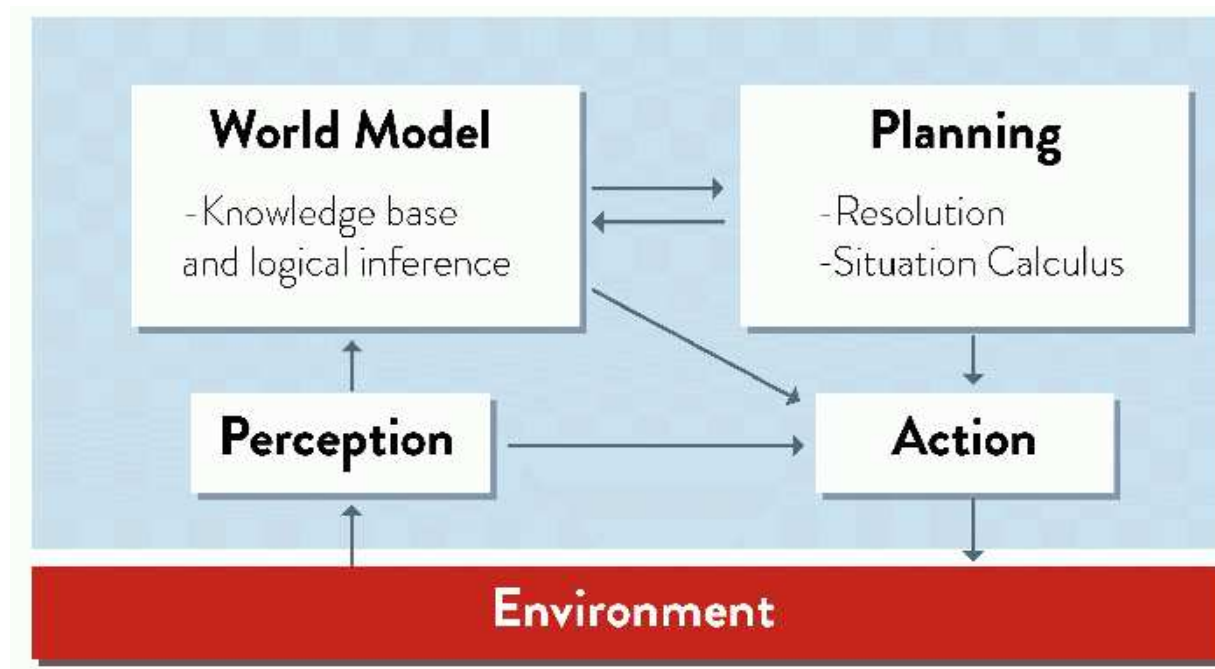 World Model
-Knowledge base
and logical inference
Planning
-Resolution
-Situation Calculus
Perception
Action
Environment